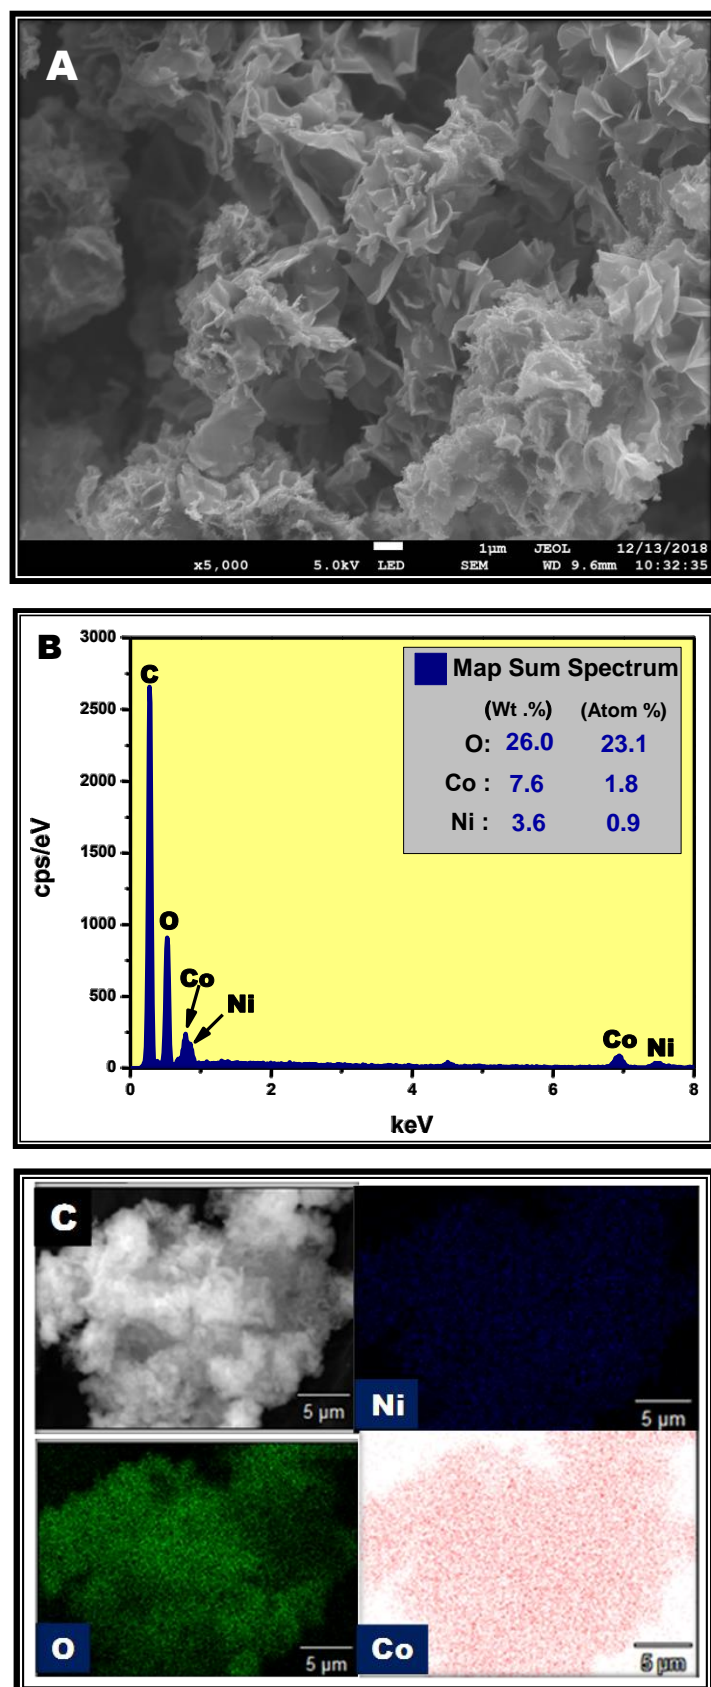 A
1µm JEOL 12/13/2018
x5,000 5.0kV LED SEM WD 9.6mm 10:32:35
B
3000
2500
2000
1500
1000
500
0
cps/eV
C
O
Co
Ni
Co
Ni
Map Sum Spectrum
(Wt .%) (Atom %)
O: 26.0 23.1
Co : 7.6 1.8
Ni : 3.6 0.9
0 2 4 6 8
keV
C
5 µm
Ni
5 µm
O
5 µm
Co
5 µm